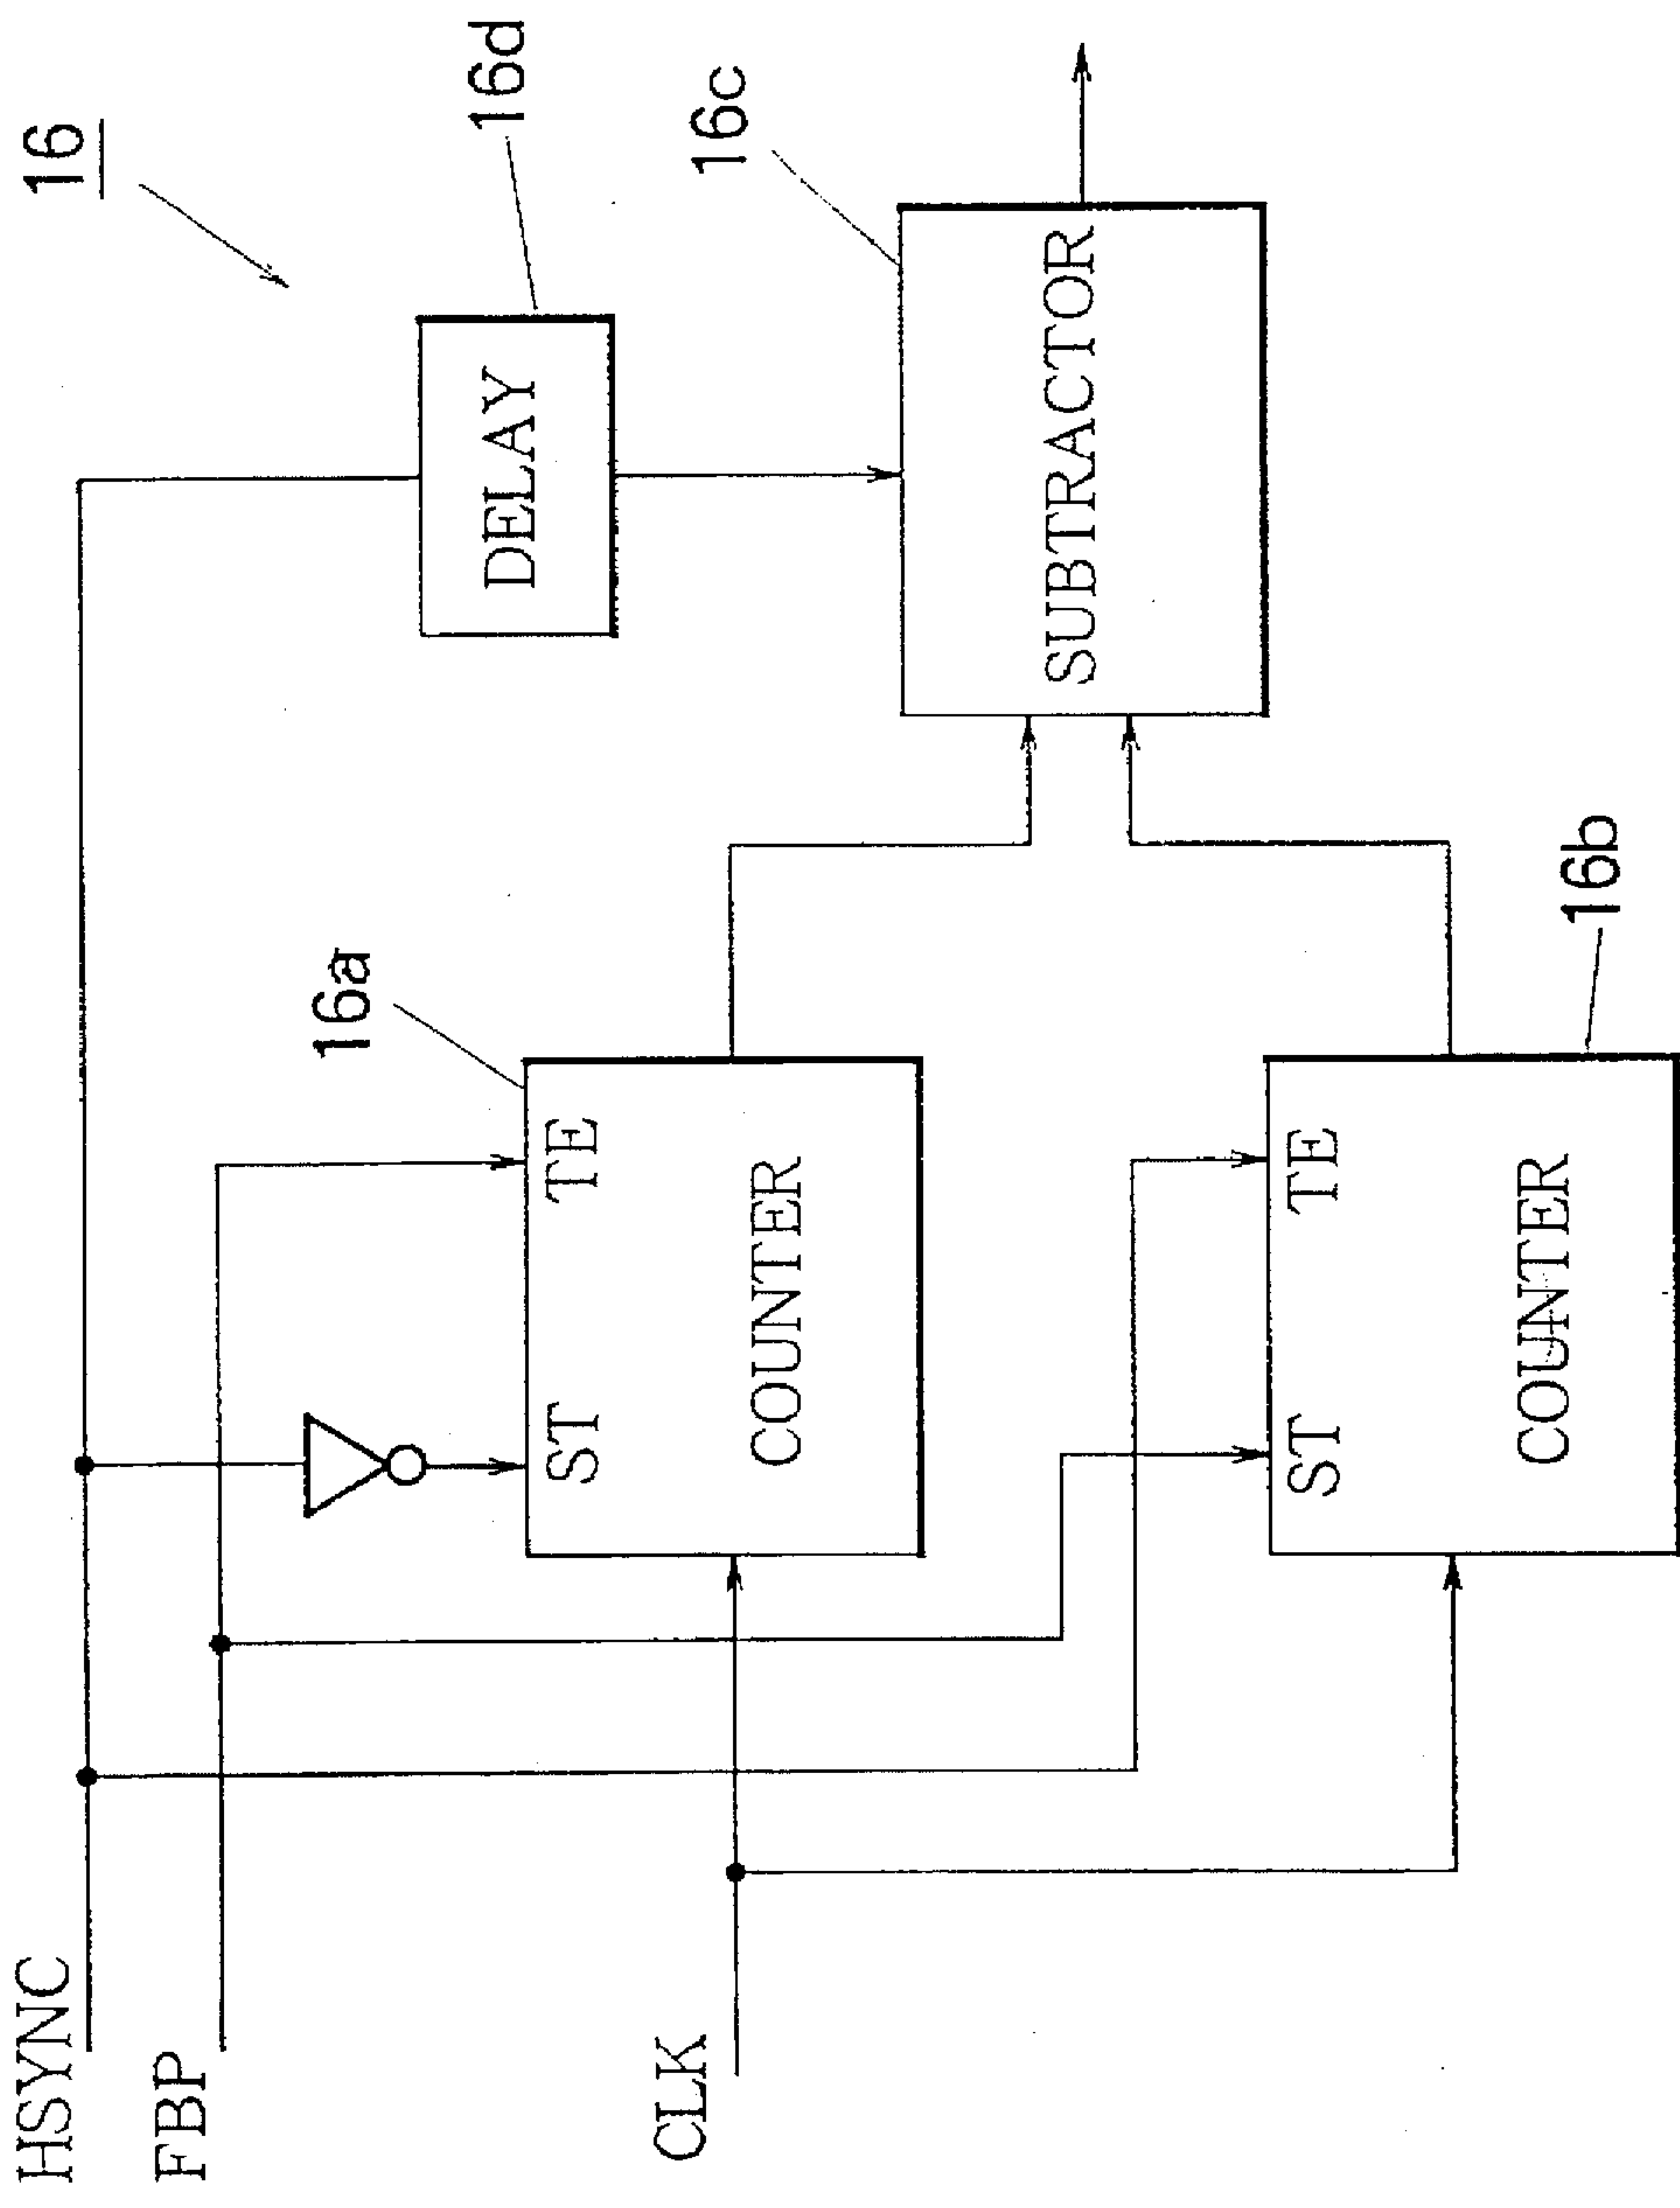 16
HSYNC
FBP
CLK
DELAY
16d
16a
ST
TE
COUNTER
SUBTRACTOR
16c
ST
TE
COUNTER
16b